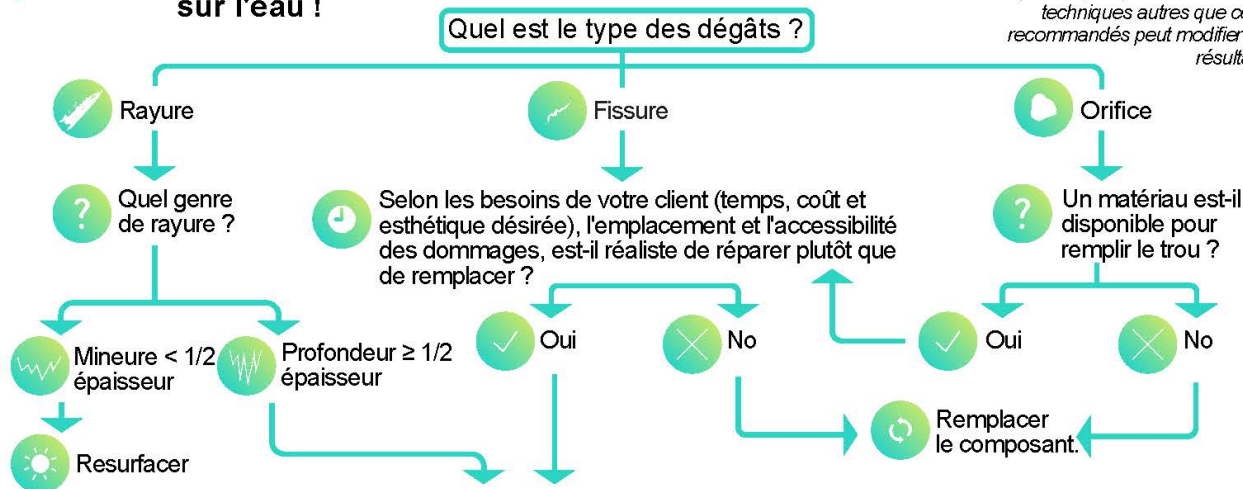 sur l'eau !
techniques autres que
recommandés peut modifier
Quel est le type des dégâts ?
Rayure
Fissure
Orifice
Quel genre
de rayure ?
Selon les besoins de votre client (temps, coût et
esthétique désirée), l'emplacement et l'accessibilité
des dommages, est-il réaliste de réparer plutôt que
de remplacer ?
Un matériau est-il
disponible pour
remplir le trou ?
Mineure < 1/2
épaisseur
Profondeur ≥ 1/2
épaisseur
Oui
No
Oui
No
Resurfacer
Remplacer
le composant.